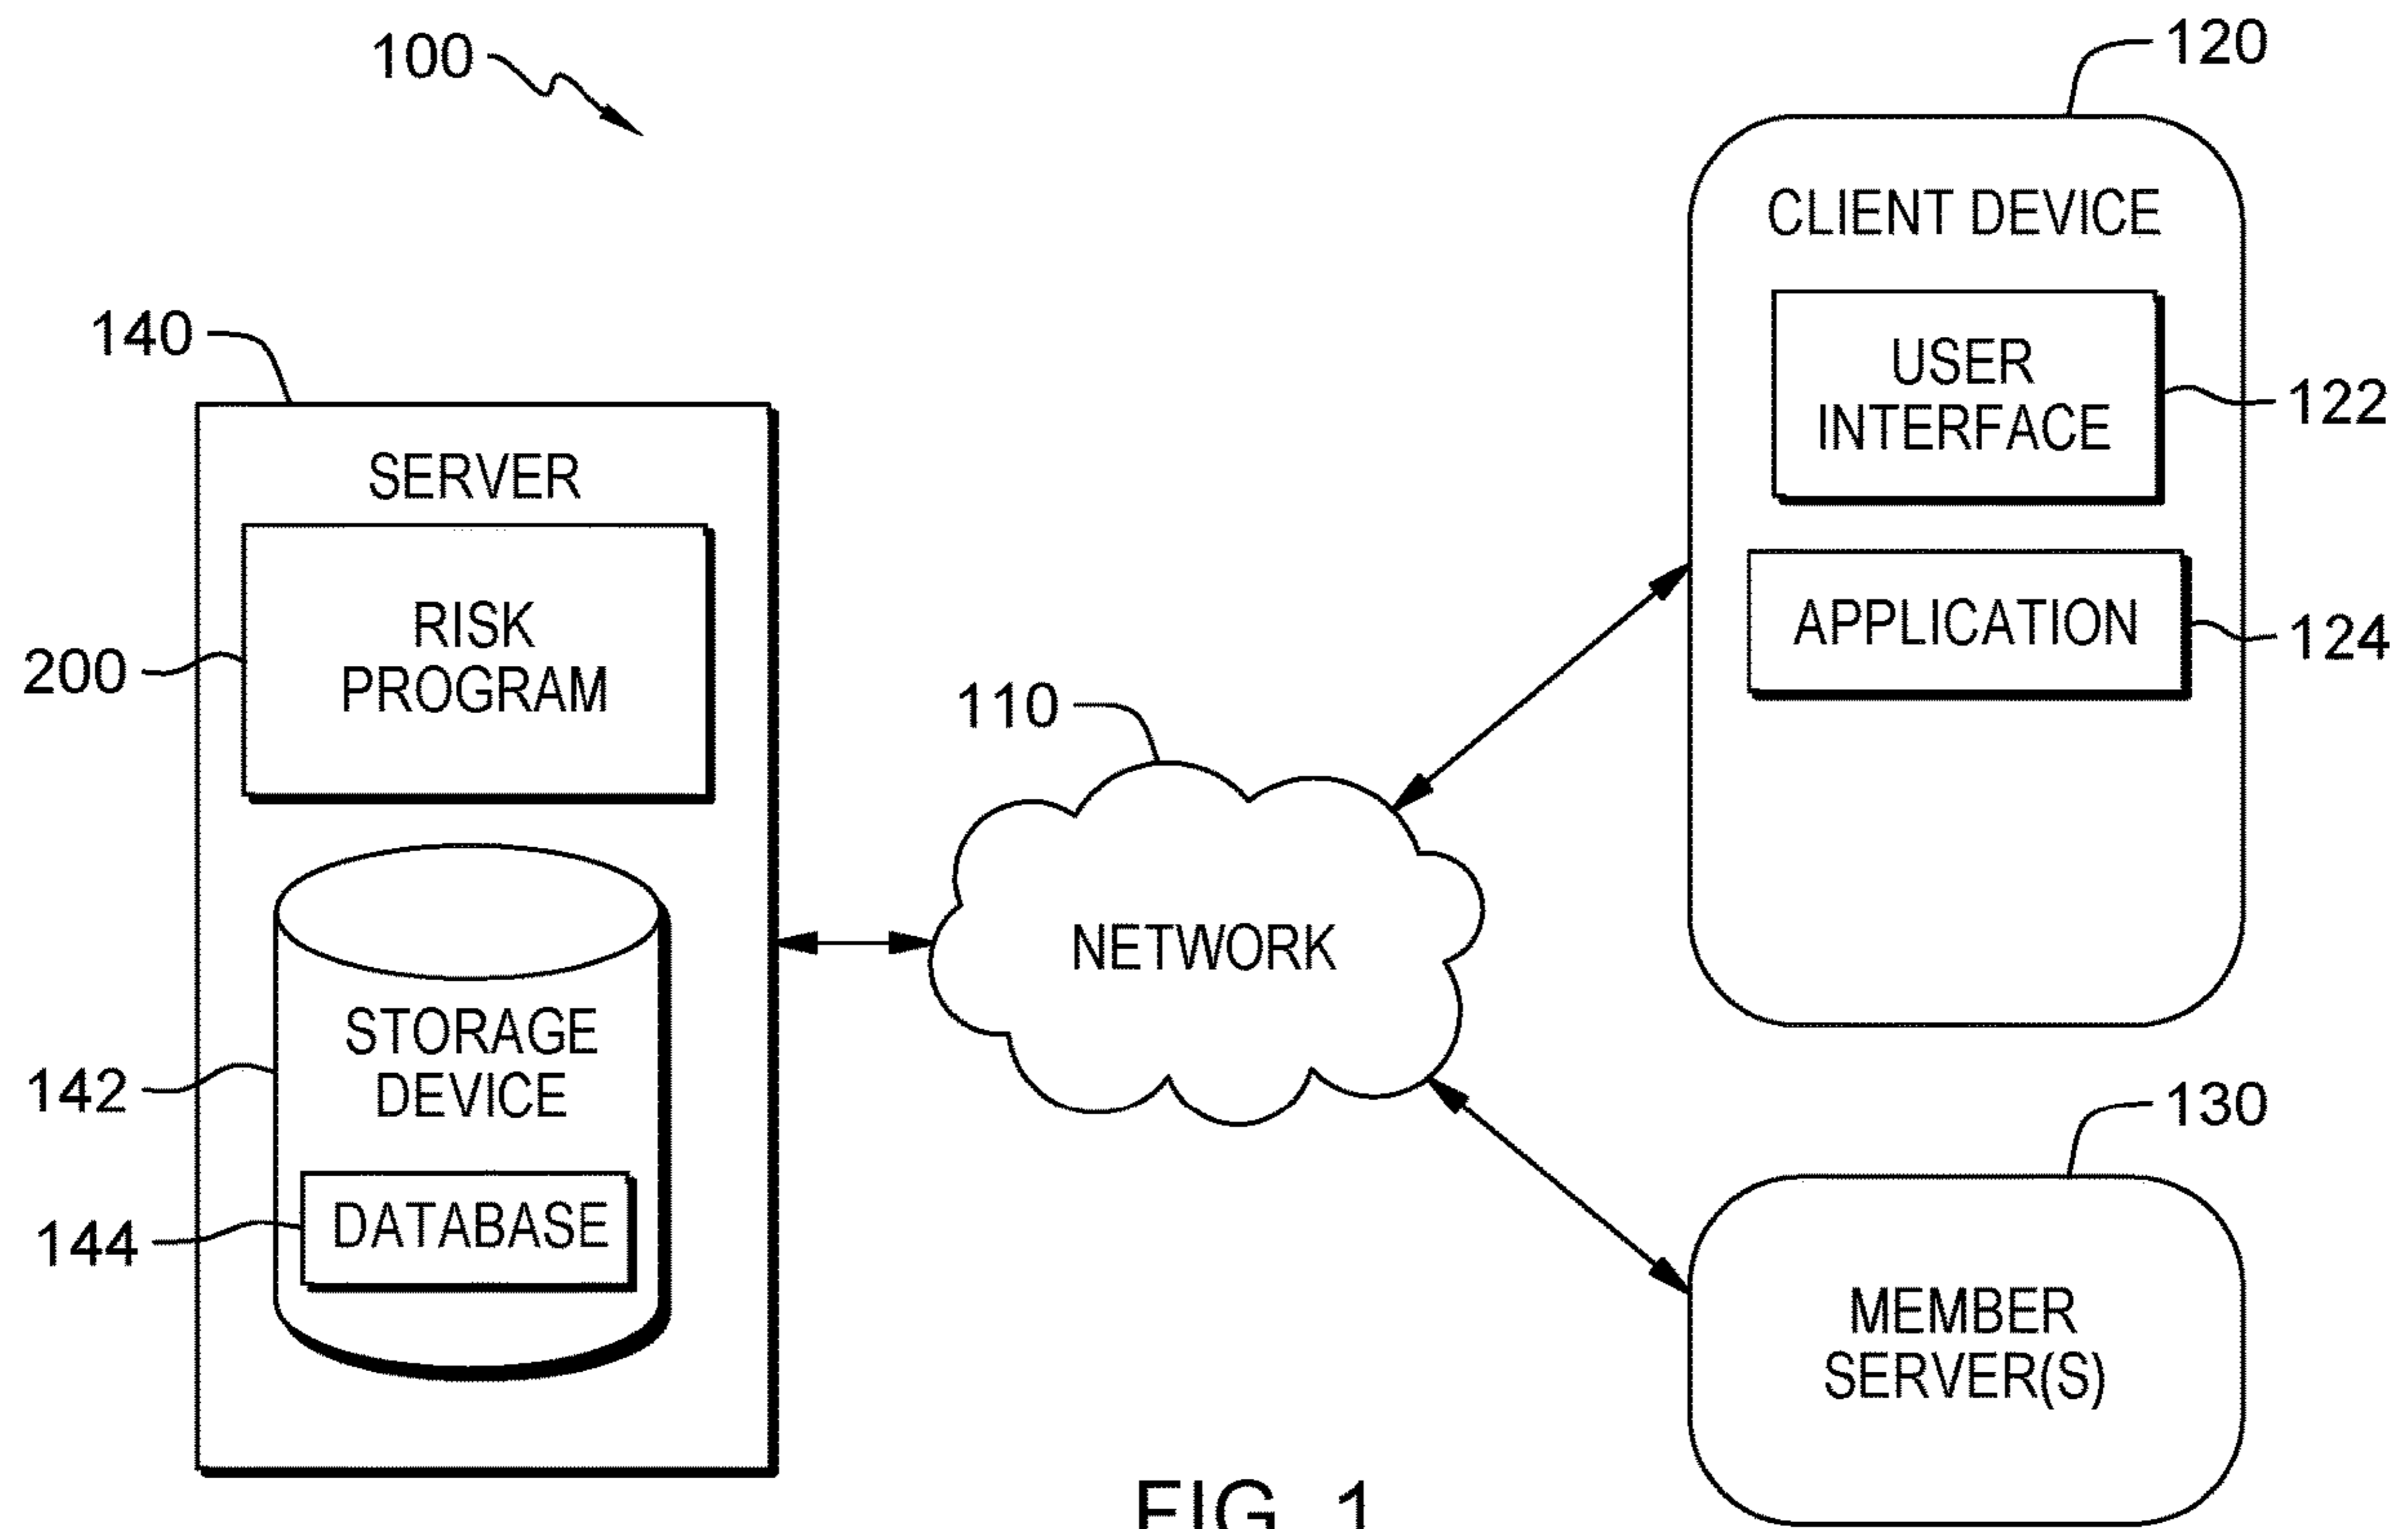 100
120
CLIENT DEVICE
USER
INTERFACE
122
APPLICATION
124
140
SERVER
RISK
PROGRAM
200
STORAGE
DEVICE
142
DATABASE
144
110
NETWORK
130
MEMBER
SERVER(S)
FIG. 1